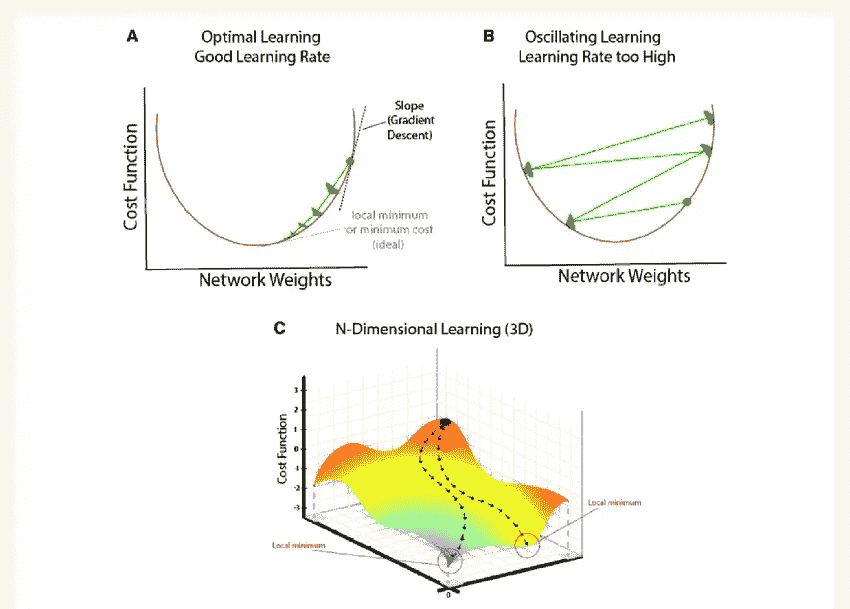 A
Optimal Learning
Good Learning Rate
Cost Function
Slope
(Gradient
Descent)
local minimum
or minimum cost
(ideal)
Network Weights
B
Oscillating Learning
Learning Rate too High
Cost Function
Network Weights
C
N-Dimensional Learning (3D)
Cost Function
3
2
1
0
-2
-3
Local minimum
Local minimum
0